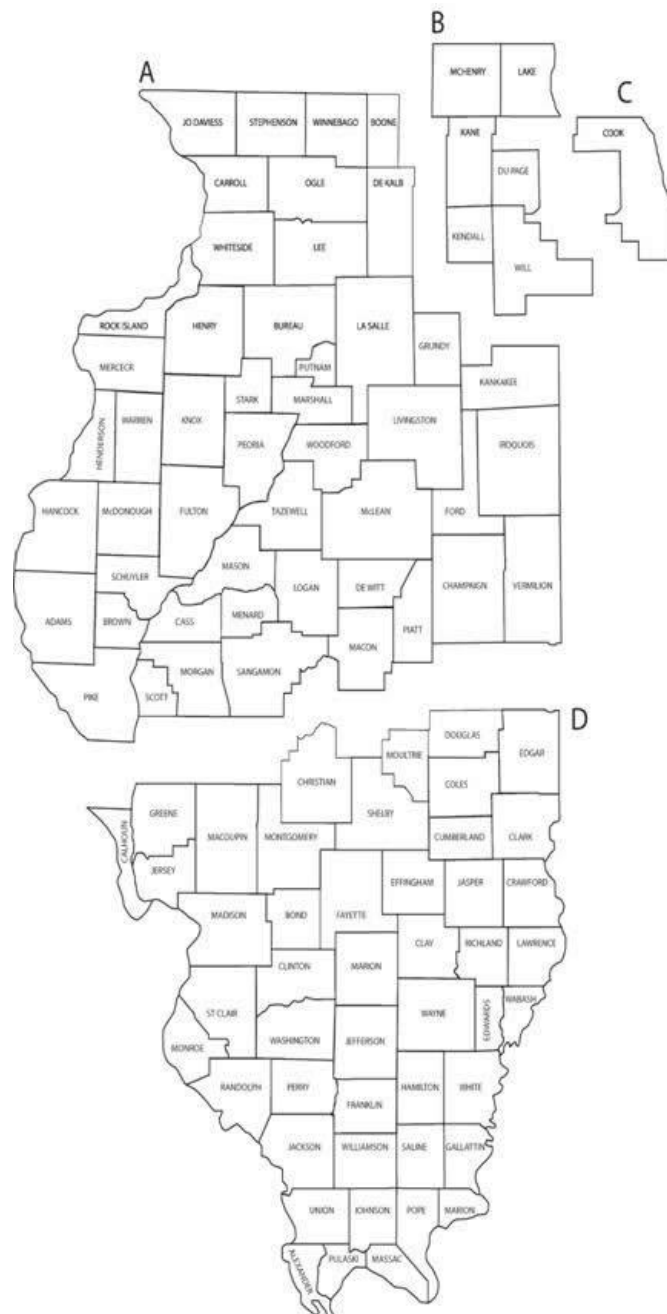 B
MCHENRY LAKE
A C
JO DAVIESS STEPHENSON WINNEBAGO BOONE KANE COOK
DU PAGE
CARROLL OGLE DE KALB
KENDALL
WHITESIDE LEE WILL
ROCK ISLAND HENRY BUREAU LA SALLE
GRUNDY
MERCECK PUTNAM KANKAKEE
STARK MARSHALL
HENDERSON WARREN KNOX LIVINGSTON
PEORIA WOODFORD IROQUOIS
HANCOCK McDONOUGH FULTON TAZEWELL McLEAN FORD
MASON
SCHUYLER LOGAN DE WITT CHAMPAIGN VERMILION
ADAMS BROWN CASS MENARD PIATT
MACON
PIKE SCOTT MORGAN SANGAMON
D
DOUGLAS EDGAR
MOULTRIE
CHRISTIAN COLES
GREENE SHELBY
CALHOUN MACOUPIN MONTGOMERY CUMBERLAND CLARK
JERSEY
EFFINGHAM JASPER CRAWFORD
MADISON BOND FAYETTE
CLAY RICHLAND LAWRENCE
CLINTON MARION
WABASH
ST CLAIR WAYNE EDWARDS
MONROE WASHINGTON JEFFERSON
RANDOLPH PERRY HAMILTON WHITE
FRANKLIN
JACKSON WILLIAMSON SALINE GALLATTIN
UNION JOHNSON POPE MARION
ALEXANDER PULASKI MASSAC